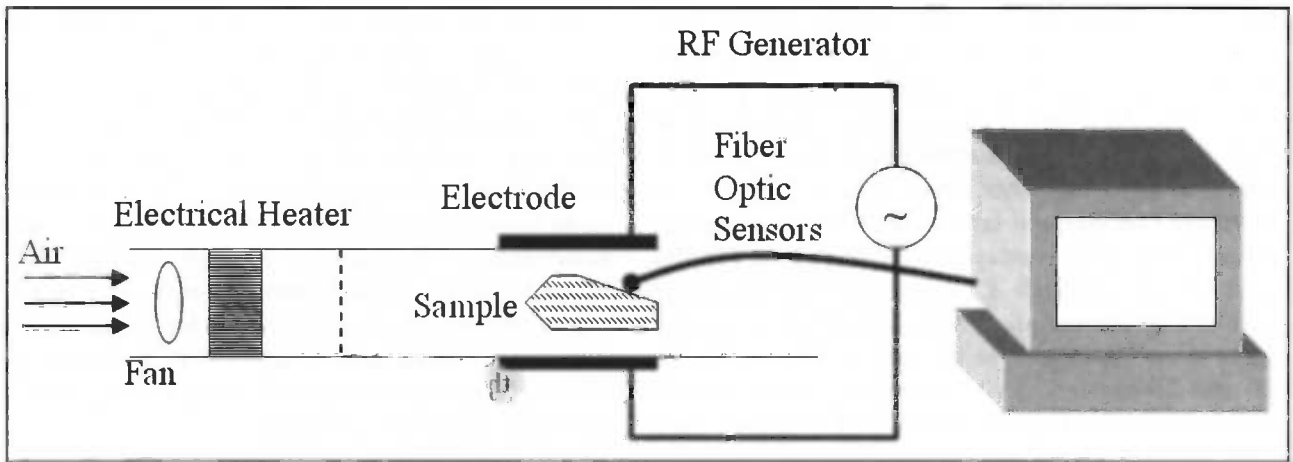 RF Generator
Fiber
Optic
Sensors
Electrode
Electrical Heater
Air
~
Sample
Fan